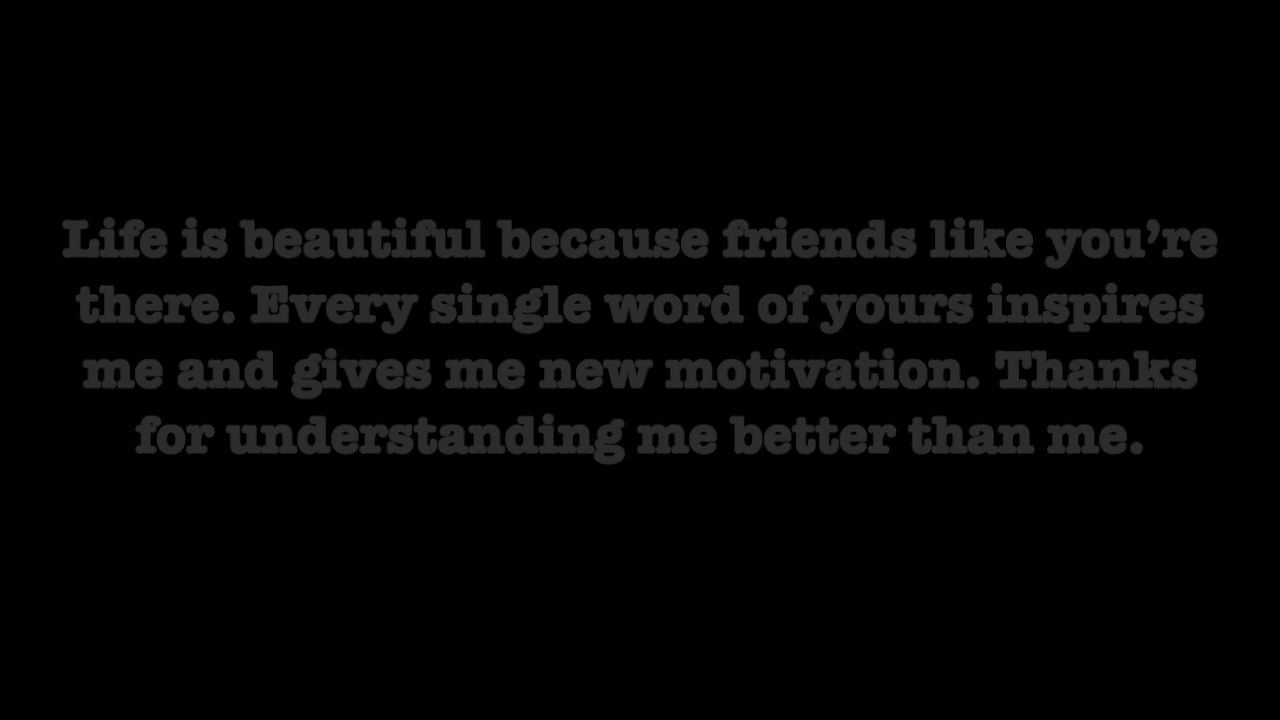 Life is beautiful because friends like you’re
there. Every single word of yours inspires
me and gives me new motivation. Thanks
for understanding me better than me.